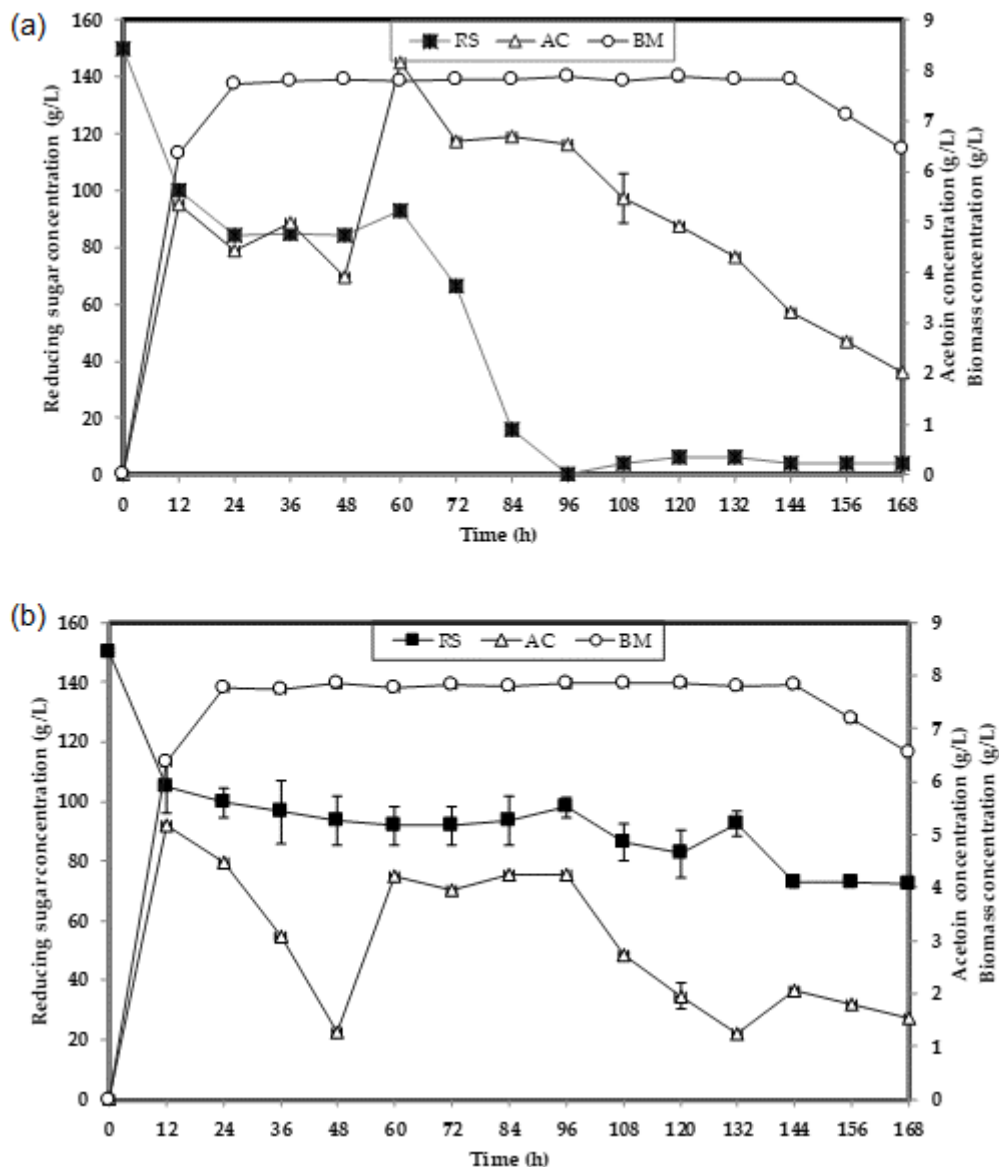 (a)
RS AC BM
Reducing sugar concentration (g/L)
160
140
120
100
80
60
40
20
0
9
8
7
6
5
4
3
2
1
0
Acetoin concentration (g/L)
Biomass concentration (g/L)
0 12 24 36 48 60 72 84 96 108 120 132 144 156 168
Time (h)
(b)
RS AC BM
Reducing sugar concentration (g/L)
160
140
120
100
80
60
40
20
0
9
8
7
6
5
4
3
2
1
0
Acetoin concentration (g/L)
Biomass concentration (g/L)
0 12 24 36 48 60 72 84 96 108 120 132 144 156 168
Time (h)